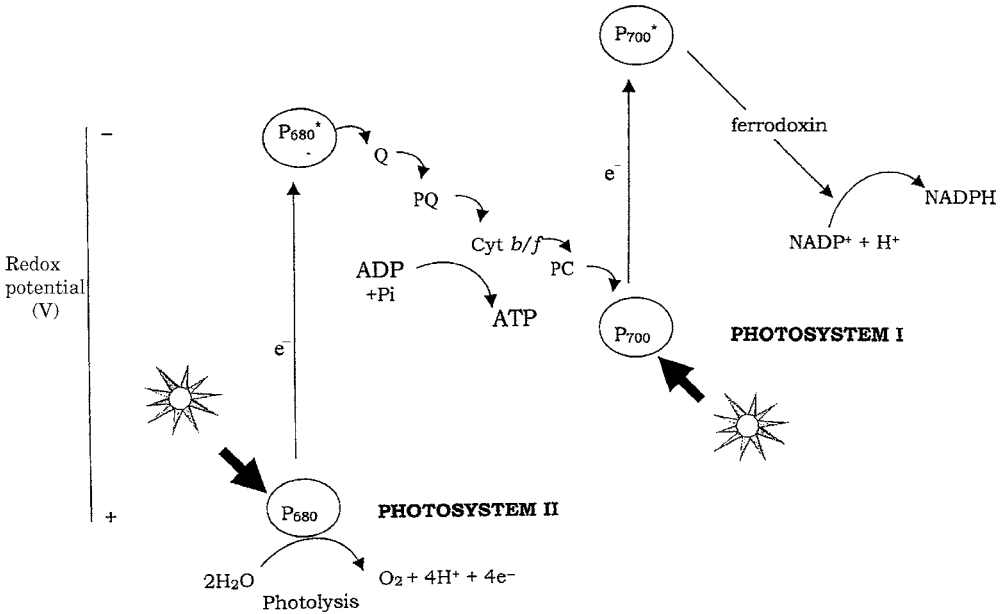 P700*
P680*
−
ferrodoxin
Q
e⁻
NADPH
PQ
Cyt b/f
NADP⁺ + H⁺
Redox
potential
(V)
ADP
+Pi
PC
ATP
P700
PHOTOSYSTEM I
e⁻
+
P680
PHOTOSYSTEM II
2H2O
O2 + 4H⁺ + 4e⁻
Photolysis